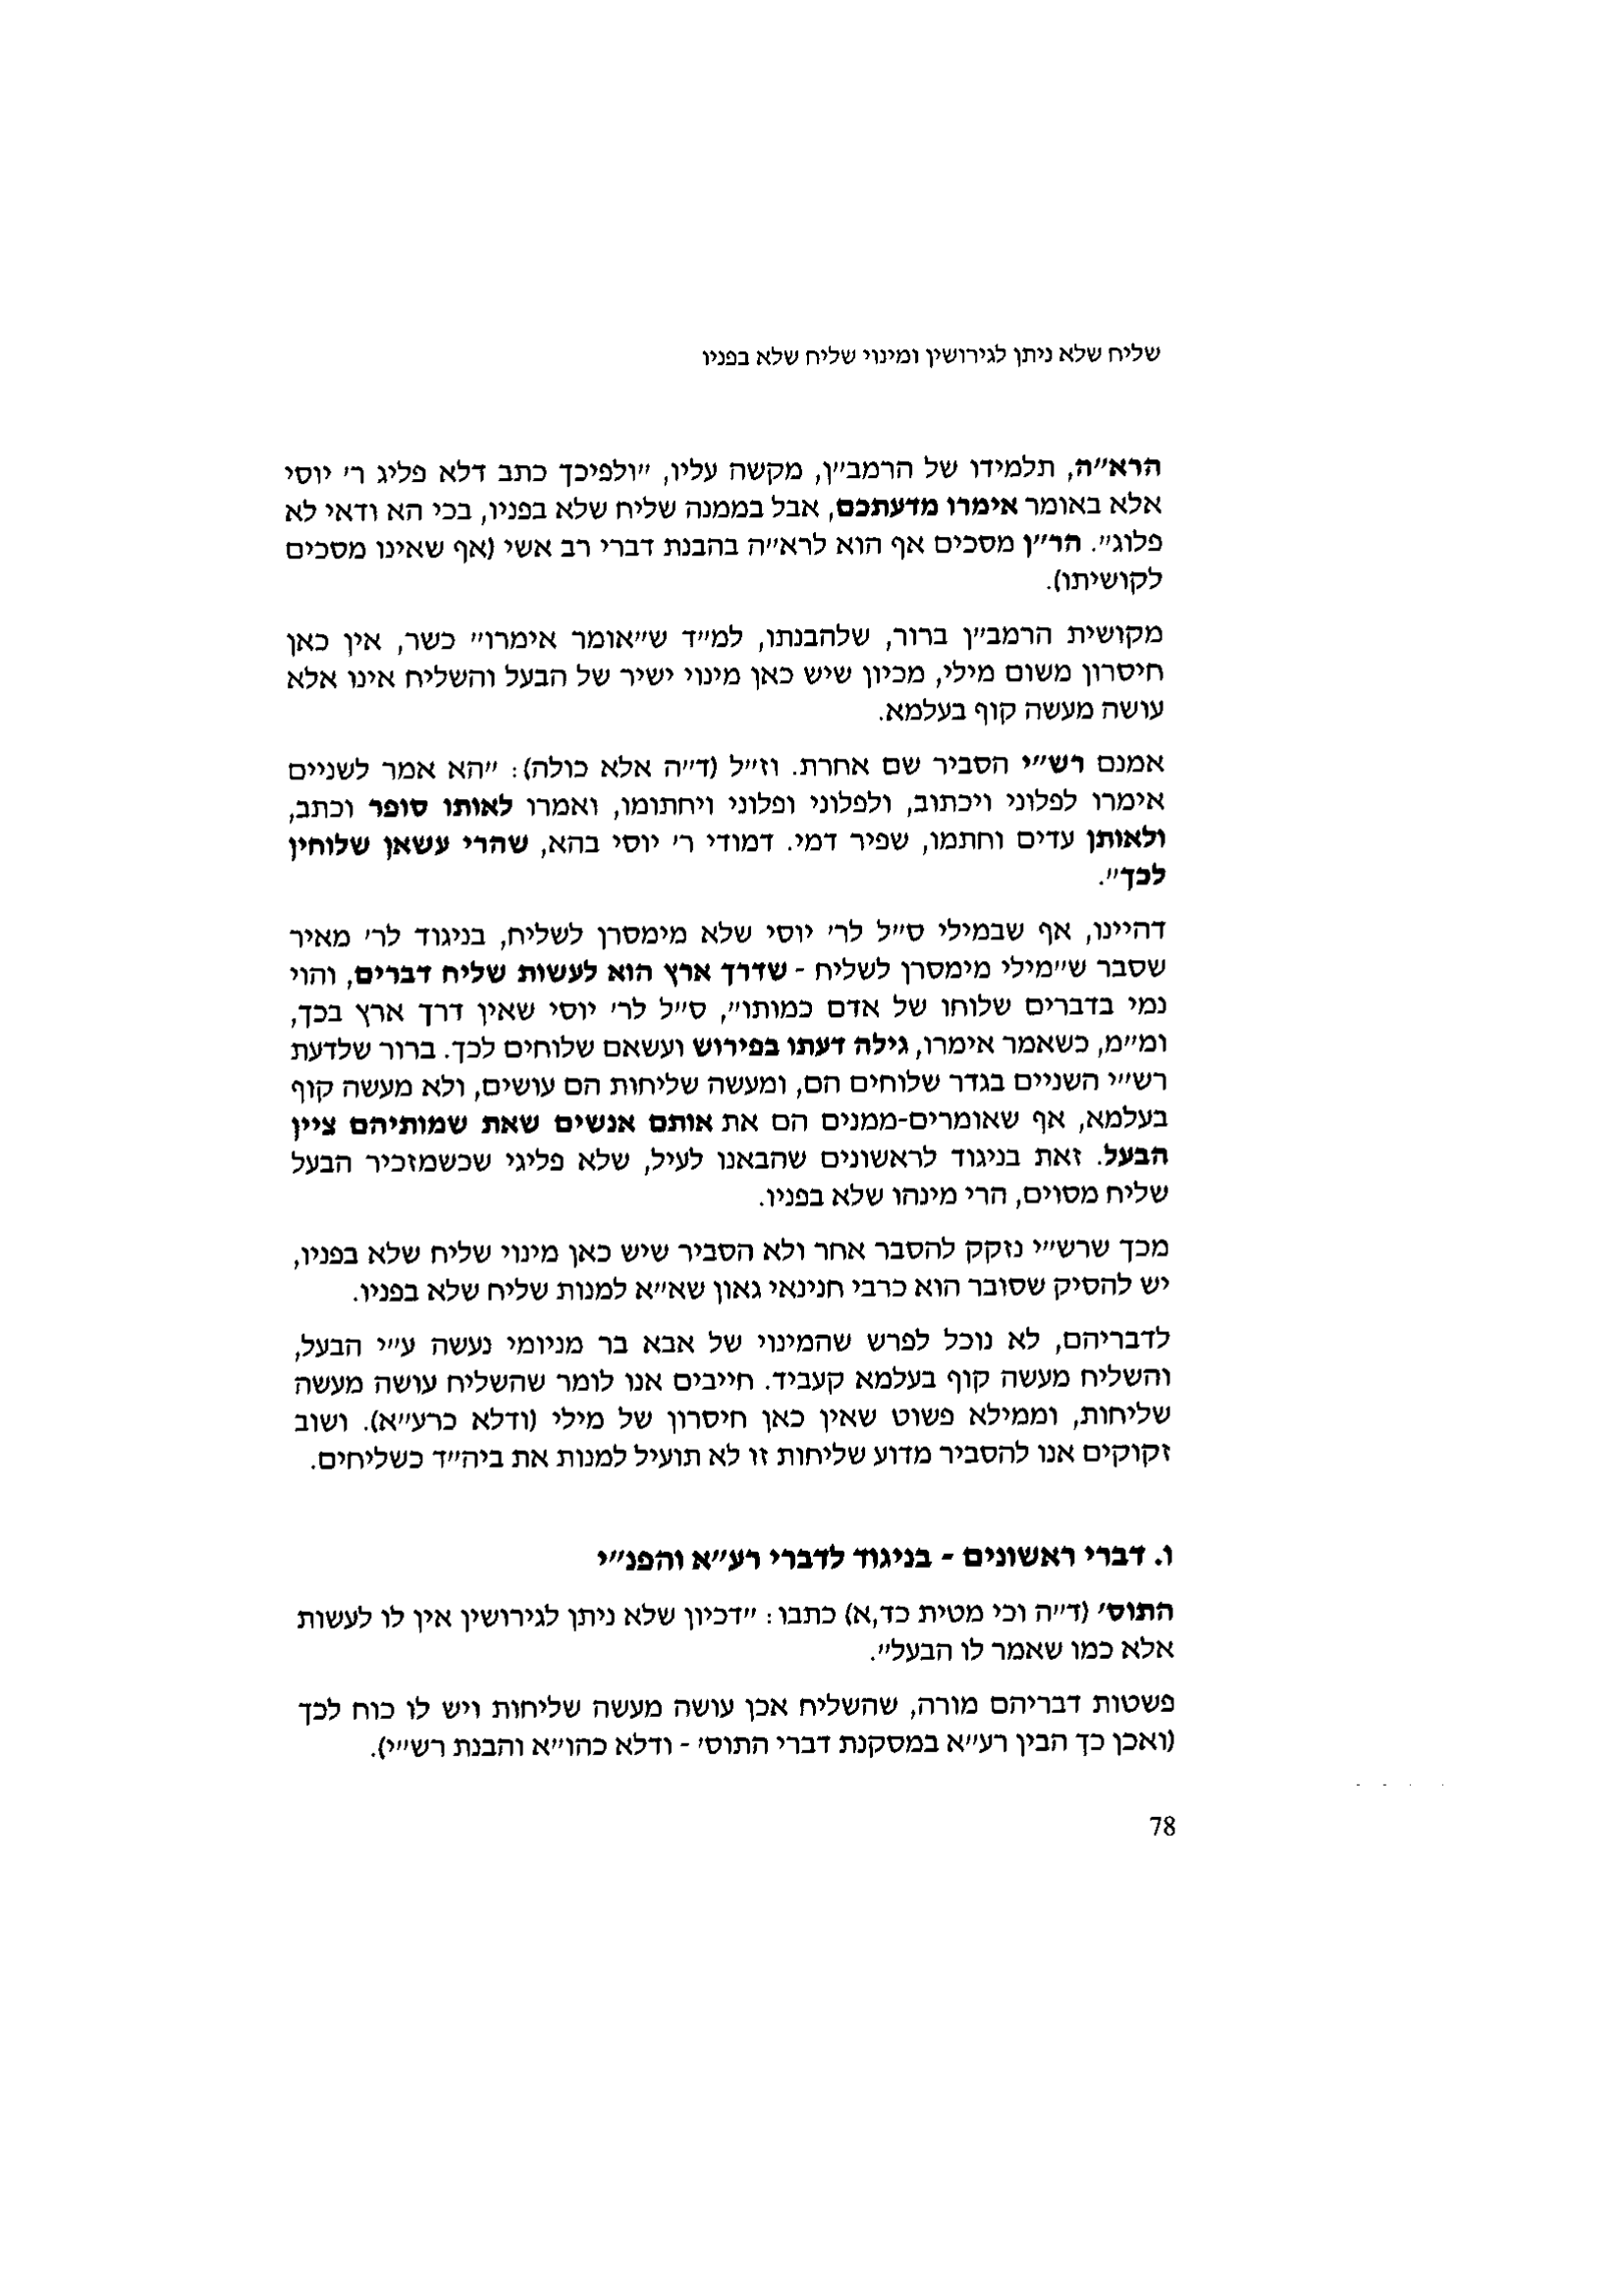 שליח שלא ניתן לגירושין ומינוי שליח שלא בפניו
הרא״ה, תלמידו של הרמב״ן, מקשה עליו, ״ולפיכך כתב דלא פליג ר׳ יוסי
אלא באומר אימרו מדעתכם, אבל בממנה שליח שלא בפניו, בכי הא ודאי לא
פלוג״. הר״ן מסכים אף הוא לרא״ה בהבנת דברי רב אשי (אף שאינו מסכים
לקושיתו).
מקושית הרמב״ן ברור, שלהבנתו, למ״ד ש״אומר אימרו״ כשר, אין כאן
חיסרון משום מילי, מכיון שיש כאן מינוי ישיר של הבעל והשליח אינו אלא
עושה מעשה קוף בעלמא.
אמנם רש״י הסביר שם אחרת. וז״ל (ד״ה אלא כולה): ״הא אמר לשניים
אימרו לפלוני ויכתוב, ולפלוני ופלוני ויחתומו, ואמרו לאותו סופר וכתב,
ולאותן עדים וחתמו, שפיר דמי. דמודי ר׳ יוסי בהא, שהרי עשאן שלוחין
לכך״.
דהיינו, אף שבמילי ס״ל לר׳ יוסי שלא מימסרן לשליח, בניגוד לר׳ מאיר
שסבר ש״מילי מימסרן לשליח - שדרך ארץ הוא לעשות שליח דברים, והוי
נמי בדברים שלוחו של אדם כמותו״, ס״ל לר׳ יוסי שאין דרך ארץ בכך,
ומ״מ, כשאמר אימרו, גילה דעתו בפירוש ועשאם שלוחים לכך. ברור שלדעת
רש״י השניים בגדר שלוחים הם, ומעשה שליחות הם עושים, ולא מעשה קוף
בעלמא, אף שאומרים-ממנים הם את אותם אנשים שאת שמותיהם ציין
הבעל. זאת בניגוד לראשונים שהבאנו לעיל, שלא פליגי שכשמזכיר הבעל
שליח מסוים, הרי מינהו שלא בפניו.
מכך שרש״י נזקק להסבר אחר ולא הסביר שיש כאן מינוי שליח שלא בפניו,
יש להסיק שסובר הוא כרבי חנינאי גאון שא״א למנות שליח שלא בפניו.
לדבריהם, לא נוכל לפרש שהמינוי של אבא בר מניומי נעשה ע״י הבעל,
והשליח מעשה קוף בעלמא קעביד. חייבים אנו לומר שהשליח עושה מעשה
שליחות, וממילא פשוט שאין כאן חיסרון של מילי (ודלא כרע״א). ושוב
זקוקים אנו להסביר מדוע שליחות זו לא תועיל למנות את ביה״ד כשליחים.
ו. דברי ראשונים - בניגוד לדברי רע״א והפנ״י
התוס׳ (ד״ה וכי מטית כד,א) כתבו: ״דכיון שלא ניתן לגירושין אין לו לעשות
אלא כמו שאמר לו הבעל״.
פשטות דבריהם מורה, שהשליח אכן עושה מעשה שליחות ויש לו כוח לכך
(ואכן כך הבין רע״א במסקנת דברי התוס׳ - ודלא כהו״א והבנת רש״י).
78